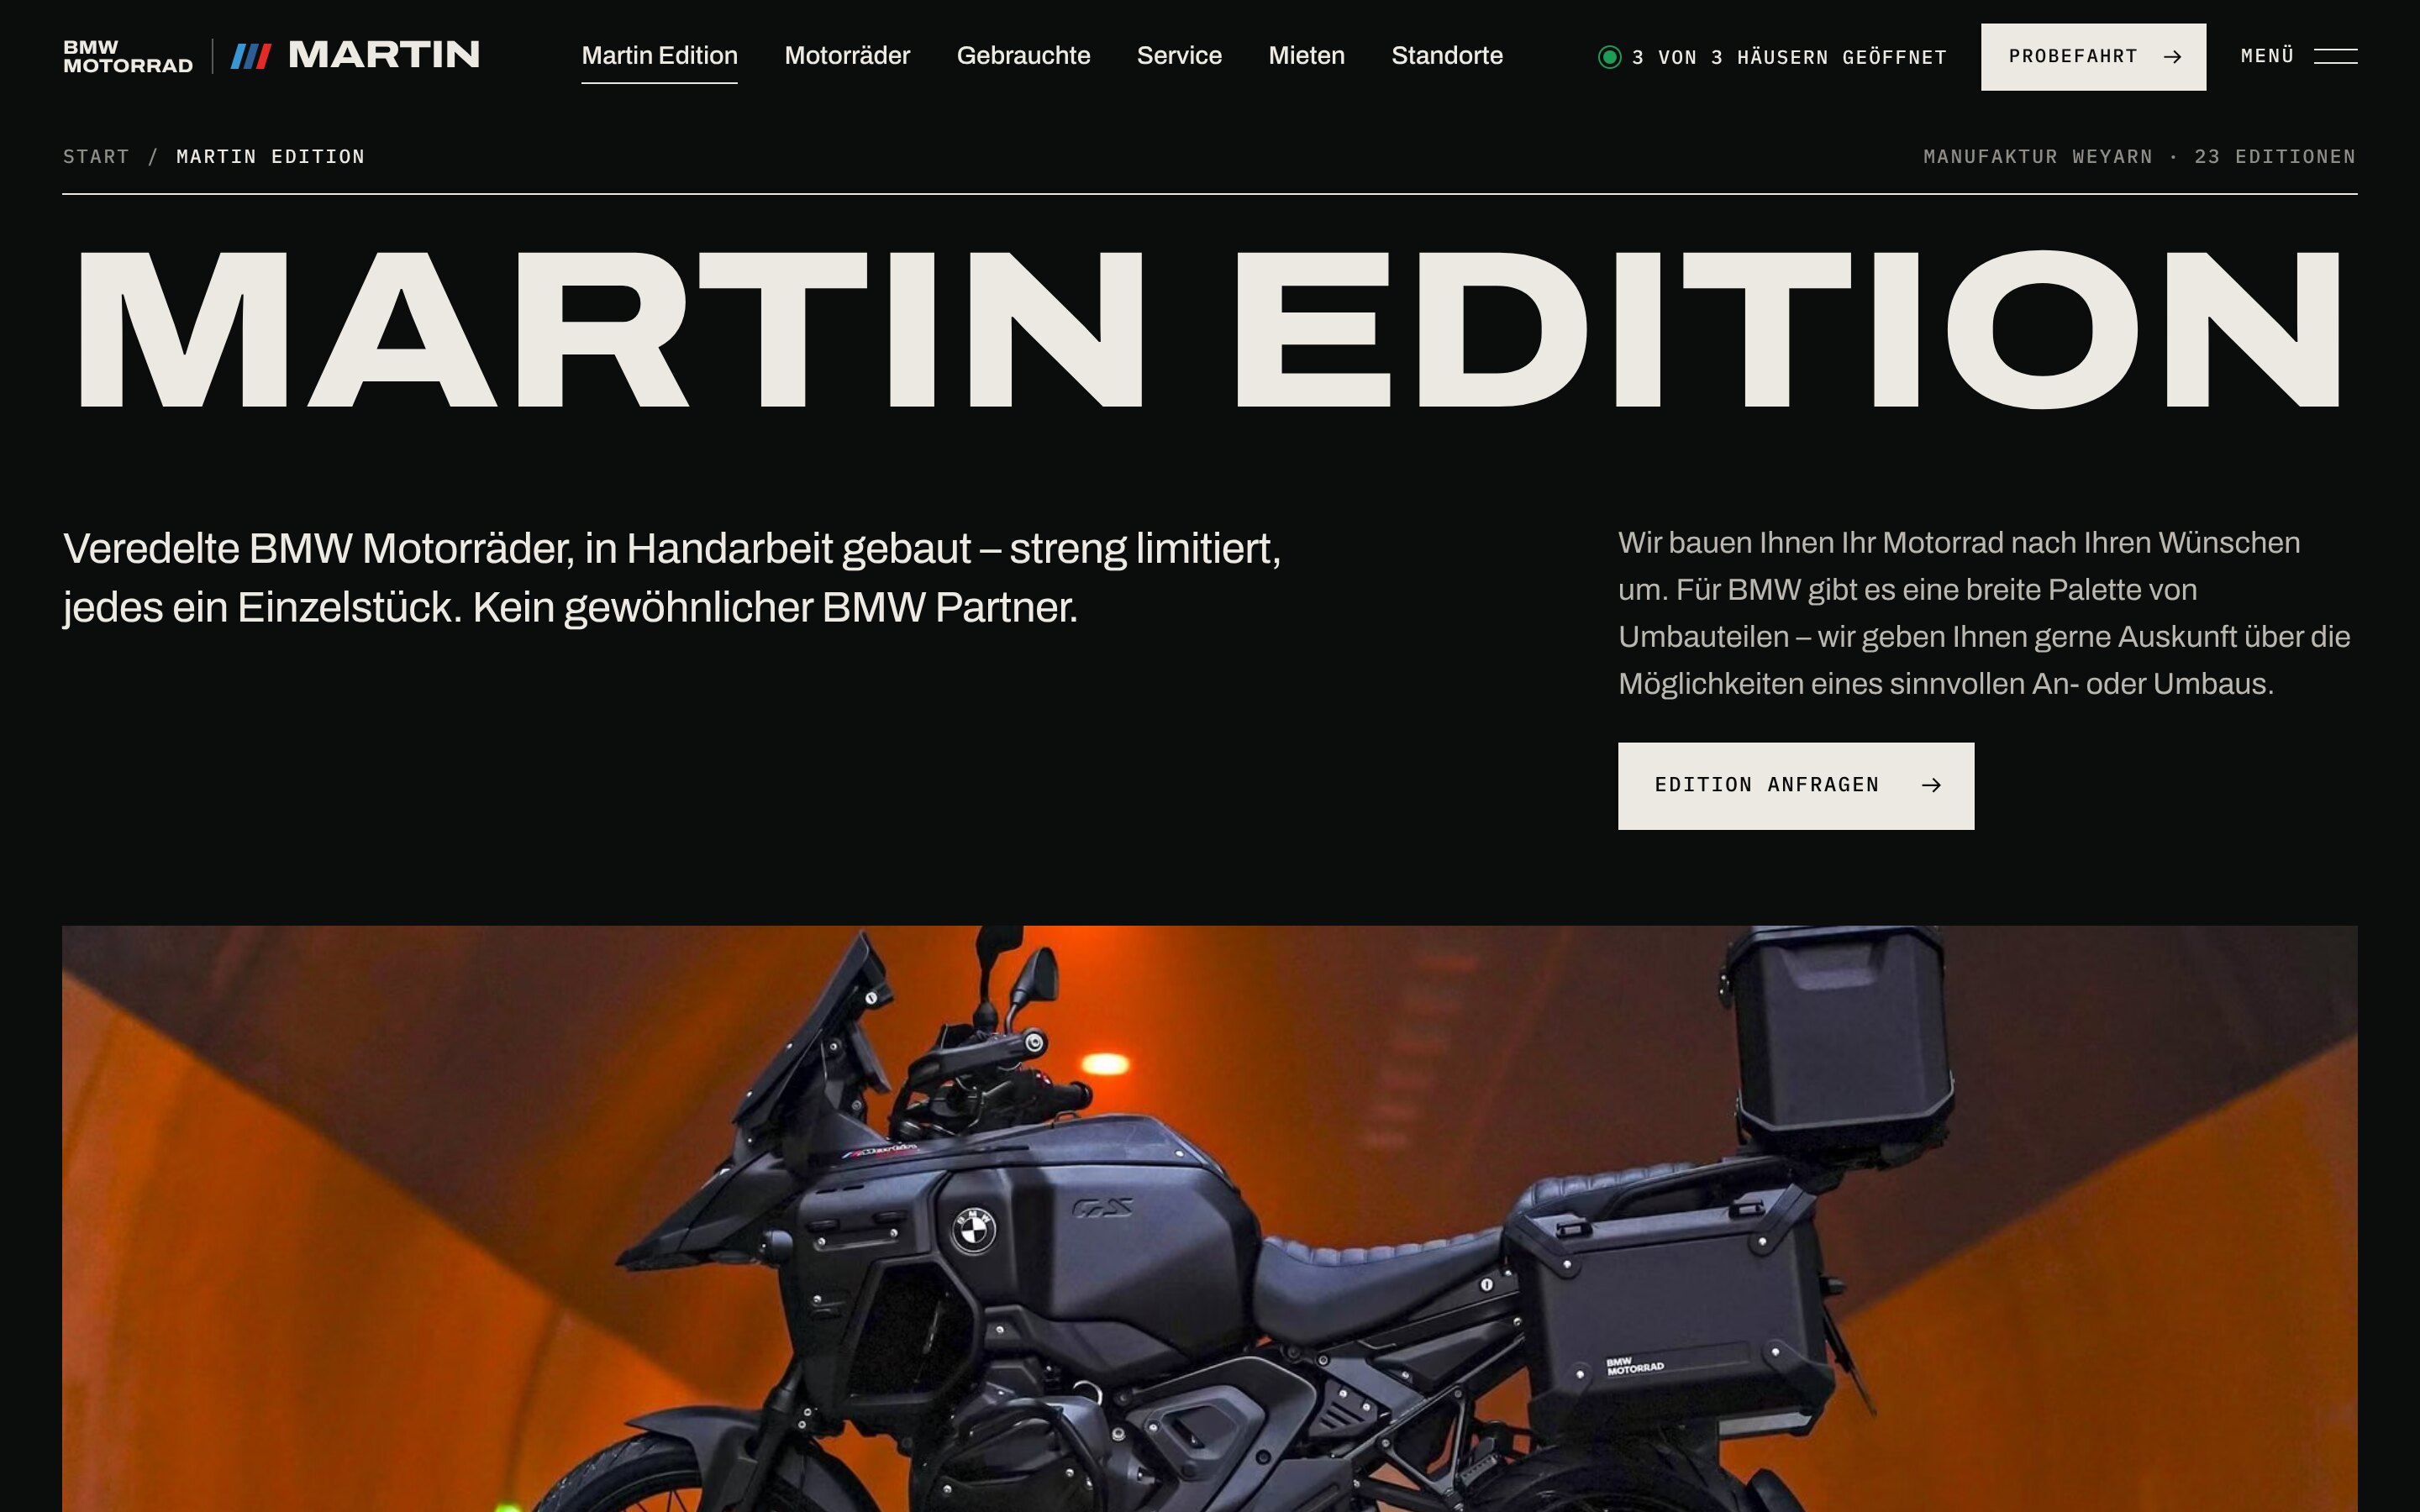 BMW
MOTORRAD
MARTIN
Martin Edition
Motorräder
Gebrauchte
Service
Mieten
Standorte
3 VON 3 HÄUSERN GEÖFFNET
PROBEFAHRT →
MENÜ
START / MARTIN EDITION
MANUFAKTUR WEYARN · 23 EDITIONEN
MARTIN EDITION
Veredelte BMW Motorräder, in Handarbeit gebaut – streng limitiert,
jedes ein Einzelstück. Kein gewöhnlicher BMW Partner.
Wir bauen Ihnen Ihr Motorrad nach Ihren Wünschen
um. Für BMW gibt es eine breite Palette von
Umbauteilen – wir geben Ihnen gerne Auskunft über die
Möglichkeiten eines sinnvollen An- oder Umbaus.
EDITION ANFRAGEN →
GS
BMW
BMW
MOTORRAD